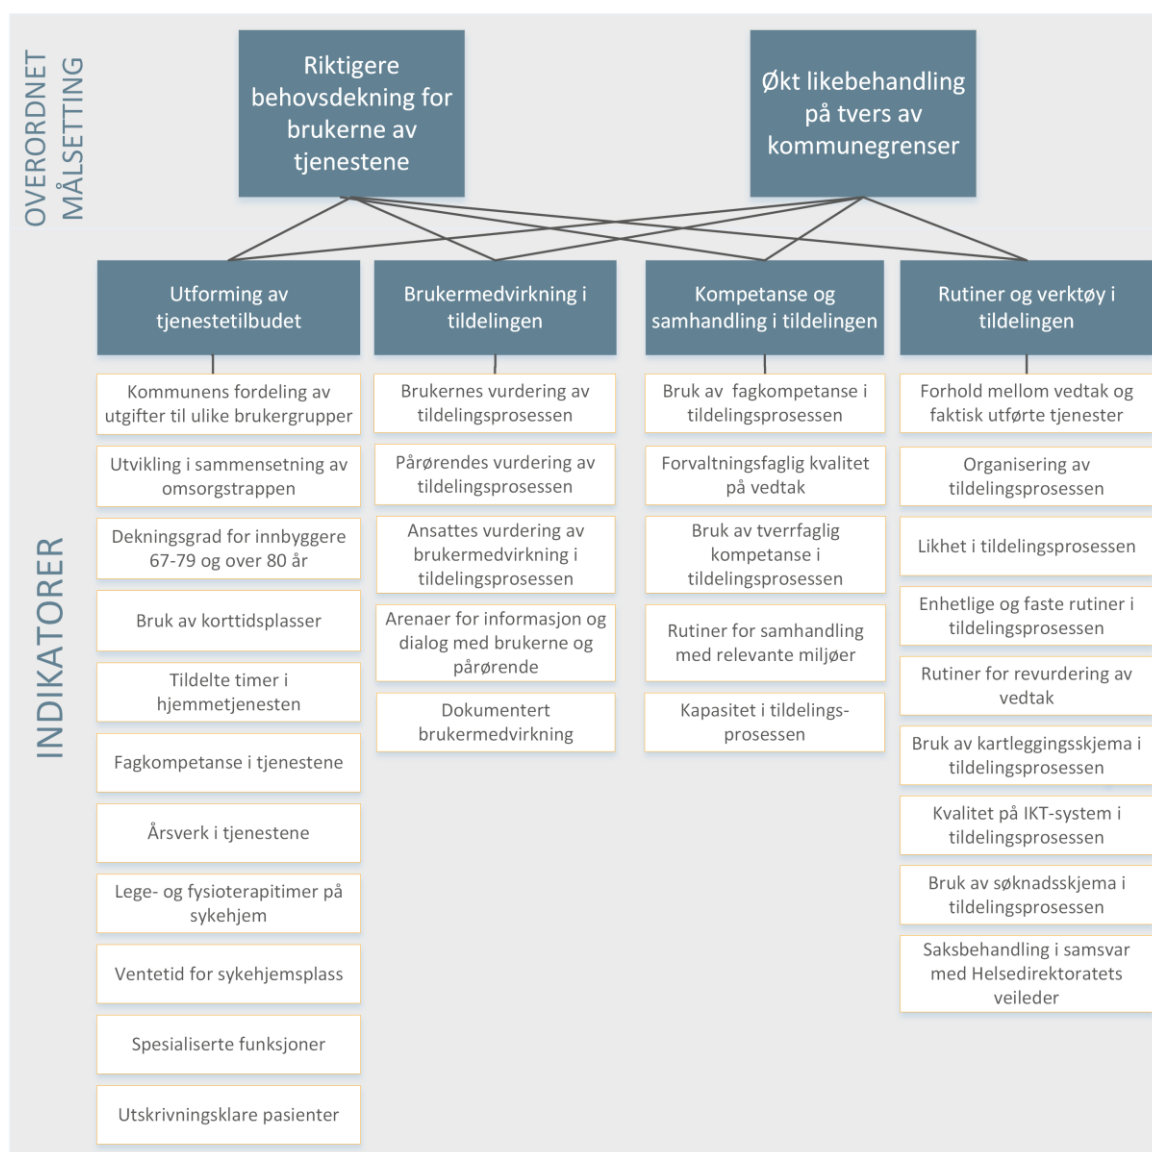 OVERORDNET
MÅLSETTING
Riktigere
behovsdekning for
brukerne av
tjenestene
Økt likebehandling
på tvers av
kommunegrenser
INDIKATORER
Utforming av
tjenestetilbudet
Kommunens fordeling av
utgifter til ulike brukergrupper
Utvikling i sammensetning av
omsorgstrappen
Dekningsgrad for innbyggere
67-79 og over 80 år
Bruk av korttidsplasser
Tildelte timer i
hjemmetjenesten
Fagkompetanse i tjenestene
Årsverk i tjenestene
Lege- og fysioterapitimer på
sykehjem
Ventetid for sykehjemsplass
Spesialiserte funksjoner
Utskrivningsklare pasienter
Brukermedvirkning i
tildelingen
Brukernes vurdering av
tildelingsprosessen
Pårørendes vurdering av
tildelingsprosessen
Ansattes vurdering av
brukermedvirkning i
tildelingsprosessen
Arenaer for informasjon og
dialog med brukerne og
pårørende
Dokumentert
brukermedvirkning
Kompetanse og
samhandling i tildelingen
Bruk av fagkompetanse i
tildelingsprosessen
Forvaltningsfaglig kvalitet
på vedtak
Bruk av tverrfaglig
kompetanse i
tildelingsprosessen
Rutiner for samhandling
med relevante miljøer
Kapasitet i tildelings-
prosessen
Rutiner og verktøy i
tildelingen
Forhold mellom vedtak og
faktisk utførte tjenester
Organisering av
tildelingsprosessen
Likhet i tildelingsprosessen
Enhetlige og faste rutiner i
tildelingsprosessen
Rutiner for revurdering av
vedtak
Bruk av kartleggingsskjema i
tildelingsprosessen
Kvalitet på IKT-system i
tildelingsprosessen
Bruk av søknadsskjema i
tildelingsprosessen
Saksbehandling i samsvar
med Helsedirektoratets
veileder